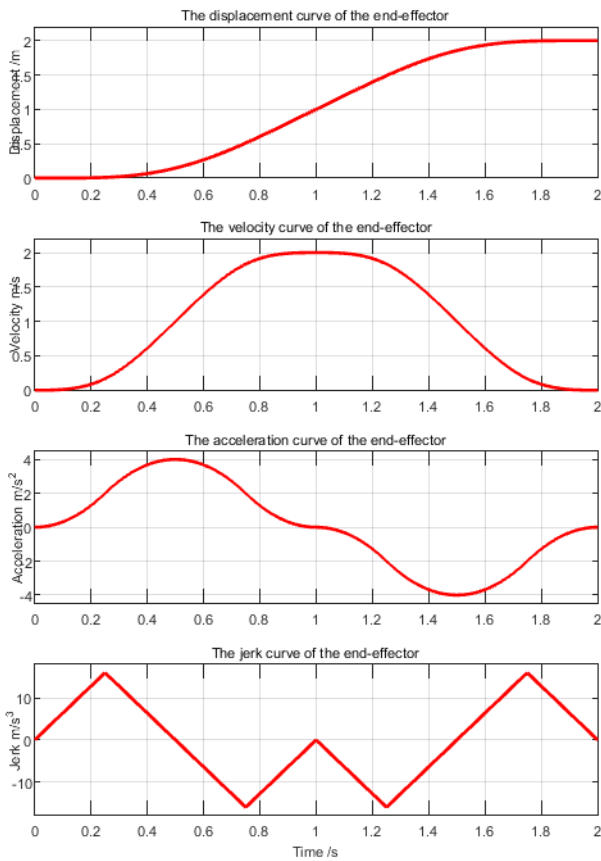 The displacement curve of the end-effector
Displacement /m
2
1.5
1
0.5
0
0 0.2 0.4 0.6 0.8 1 1.2 1.4 1.6 1.8 2
The velocity curve of the end-effector
Velocity m/s
2
1.5
1
0.5
0
0 0.2 0.4 0.6 0.8 1 1.2 1.4 1.6 1.8 2
The acceleration curve of the end-effector
Acceleration m/s²
4
2
0
-2
-4
0 0.2 0.4 0.6 0.8 1 1.2 1.4 1.6 1.8 2
The jerk curve of the end-effector
Jerk m/s³
10
0
-10
0 0.2 0.4 0.6 0.8 1 1.2 1.4 1.6 1.8 2
Time /s